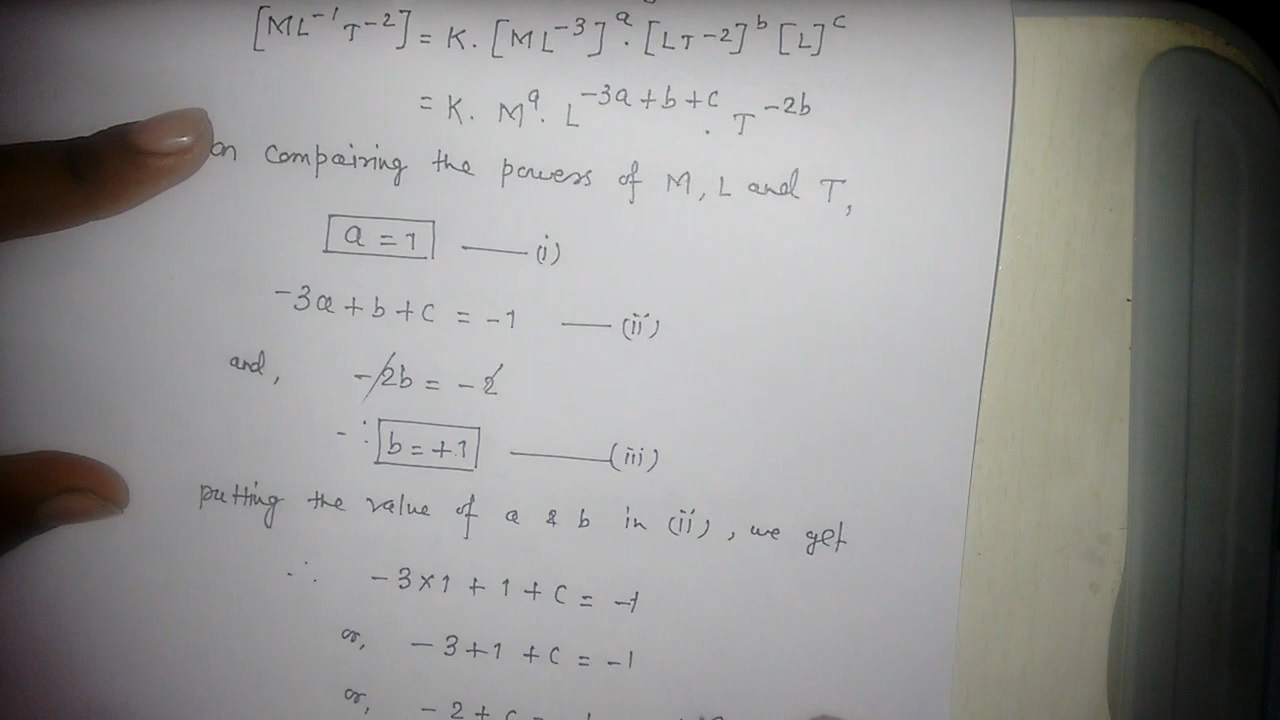 [ML⁻¹T⁻²] = K. [ML⁻³]ᵃ. [LT⁻²]ᵇ [L]ᶜ
= K. Mᵃ. L⁻³ᵃ⁺ᵇ⁺ᶜ. T⁻²ᵇ
on compairing the powers of M, L and T,
a = 1 —— (i)
-3a + b + c = -1 —— (ii)
and, -2b = -2
-∴ b = +1 —— (iii)
putting the value of a & b in (ii), we get
∴ -3×1 + 1 + c = -1
or, -3+1 + c = -1
or, -2 + c =